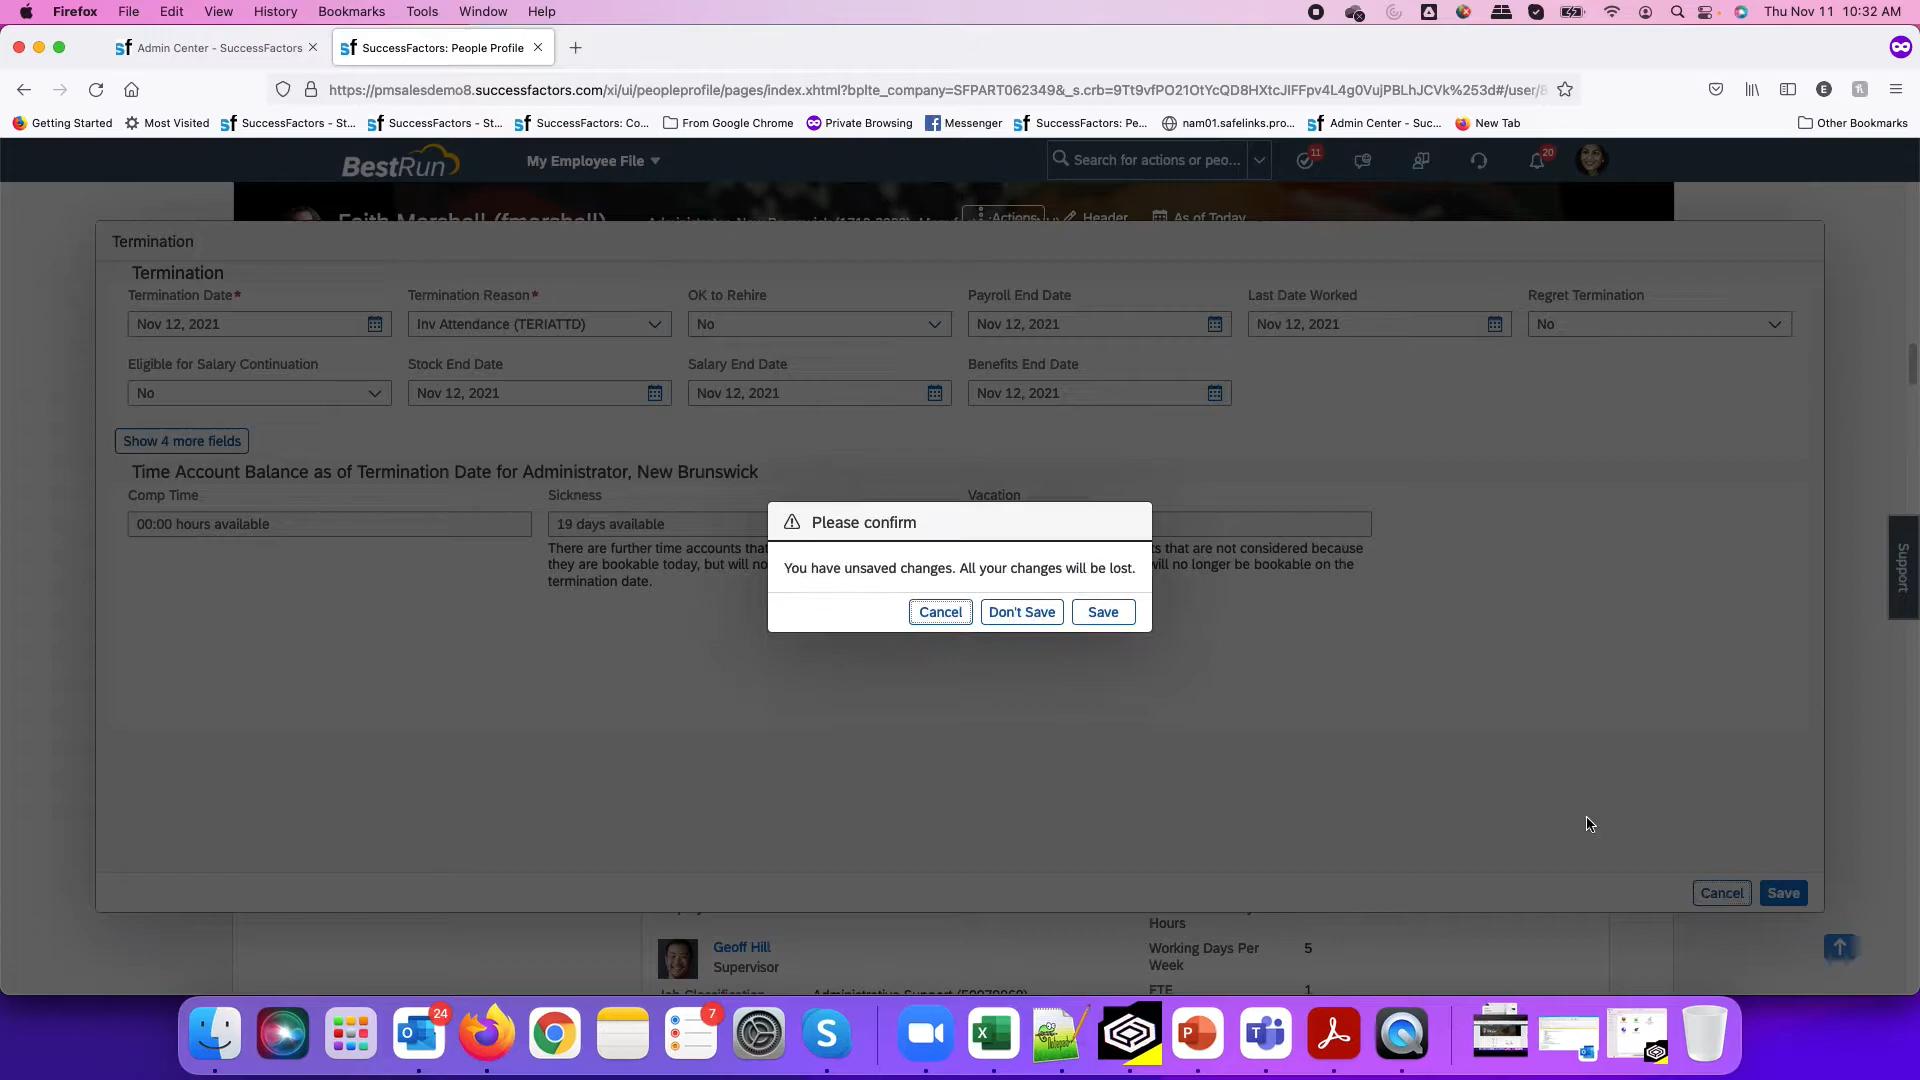 Firefox File Edit View History Bookmarks Tools Window Help Thu Nov 11 10:32 AM
Admin Center - SuccessFactors
SuccessFactors: People Profile
https://pmsalesdemo8.successfactors.com/xi/ui/peopleprofile/pages/index.xhtml?bplte_company=SFPART062349&_s.crb=9Tt9vfPO21OtYcQD8HXtcJIFFpv4L4g0VujPBLhJCVk%253d#/user/8
Getting Started Most Visited SuccessFactors - St... SuccessFactors - St... SuccessFactors: Co... From Google Chrome Private Browsing Messenger SuccessFactors: Pe... nam01.safelinks.pro... Admin Center - Suc... New Tab Other Bookmarks
BestRun My Employee File Search for actions or peo... 11 20
Faith Marshall (fmarshall) Actions Header As of Today
Termination
Termination
Termination Date* Termination Reason* OK to Rehire Payroll End Date Last Date Worked Regret Termination
Nov 12, 2021 Inv Attendance (TERIATTD) No Nov 12, 2021 Nov 12, 2021 No
Eligible for Salary Continuation Stock End Date Salary End Date Benefits End Date
No Nov 12, 2021 Nov 12, 2021 Nov 12, 2021
Show 4 more fields
Time Account Balance as of Termination Date for Administrator, New Brunswick
Comp Time Sickness Vacation
00:00 hours available 19 days available
There are further time accounts tha
they are bookable today, but will no
termination date.
s that are not considered because
will no longer be bookable on the
Please confirm
You have unsaved changes. All your changes will be lost.
Cancel Don't Save Save
Support
Cancel Save
Hours
Geoff Hill
Supervisor
Working Days Per
Week
5
Job Classification Administrative Support (50070960)
FTE 1
24 7